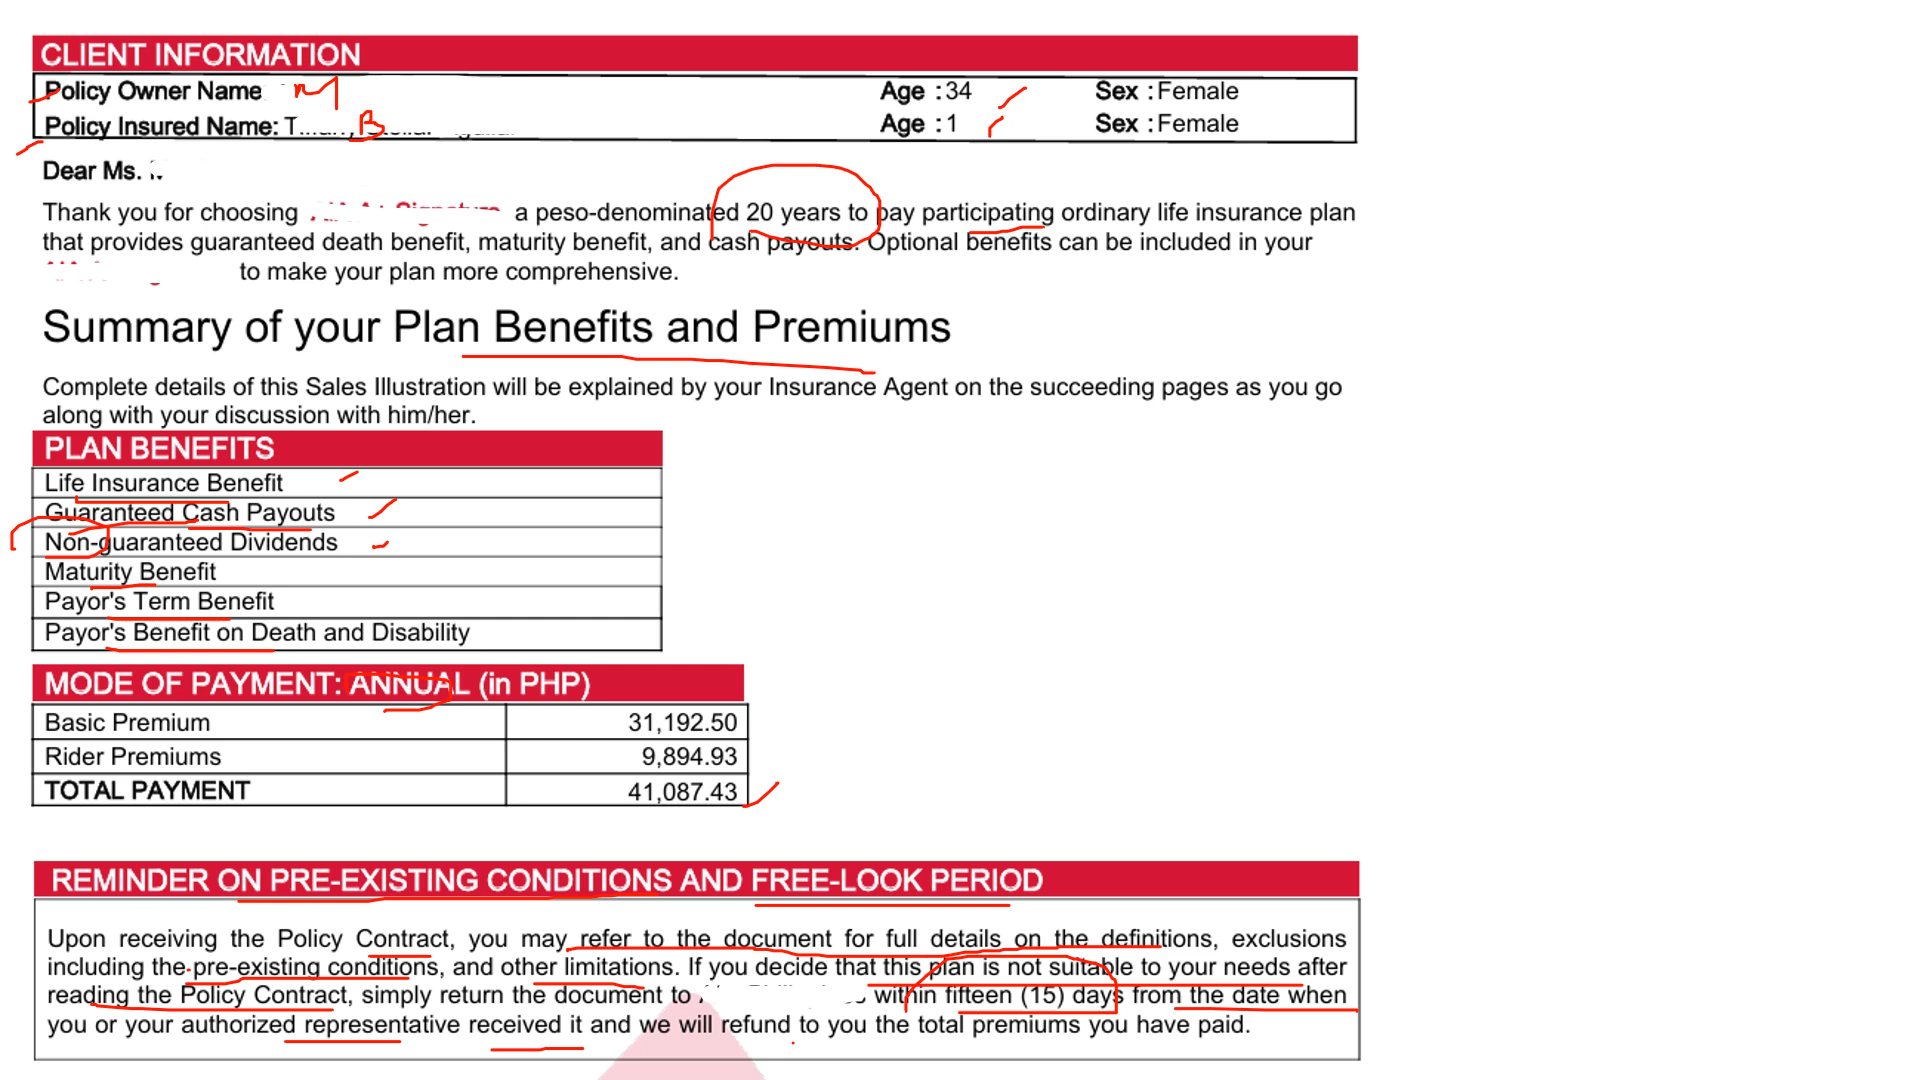 CLIENT INFORMATION
Policy Owner Name M Age : 34 Sex : Female
Policy Insured Name: B Age : 1 Sex : Female
Dear Ms.
Thank you for choosing a peso-denominated 20 years to pay participating ordinary life insurance plan
that provides guaranteed death benefit, maturity benefit, and cash payouts. Optional benefits can be included in your
to make your plan more comprehensive.
Summary of your Plan Benefits and Premiums
Complete details of this Sales Illustration will be explained by your Insurance Agent on the succeeding pages as you go
along with your discussion with him/her.
PLAN BENEFITS
Life Insurance Benefit
Guaranteed Cash Payouts
Non-guaranteed Dividends
Maturity Benefit
Payor's Term Benefit
Payor's Benefit on Death and Disability
MODE OF PAYMENT: ANNUAL (in PHP)
Basic Premium 31,192.50
Rider Premiums 9,894.93
TOTAL PAYMENT 41,087.43
REMINDER ON PRE-EXISTING CONDITIONS AND FREE-LOOK PERIOD
Upon receiving the Policy Contract, you may refer to the document for full details on the definitions, exclusions
including the pre-existing conditions, and other limitations. If you decide that this plan is not suitable to your needs after
reading the Policy Contract, simply return the document to within fifteen (15) days from the date when
you or your authorized representative received it and we will refund to you the total premiums you have paid.